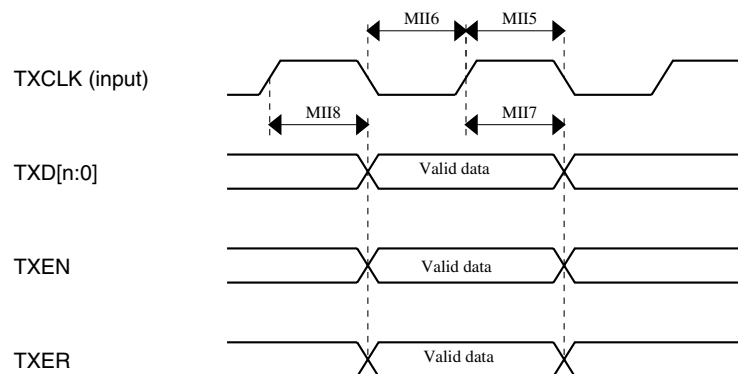 MII6 MII5
TXCLK (input)
MII8 MII7
TXD[n:0] Valid data
TXEN Valid data
TXER Valid data